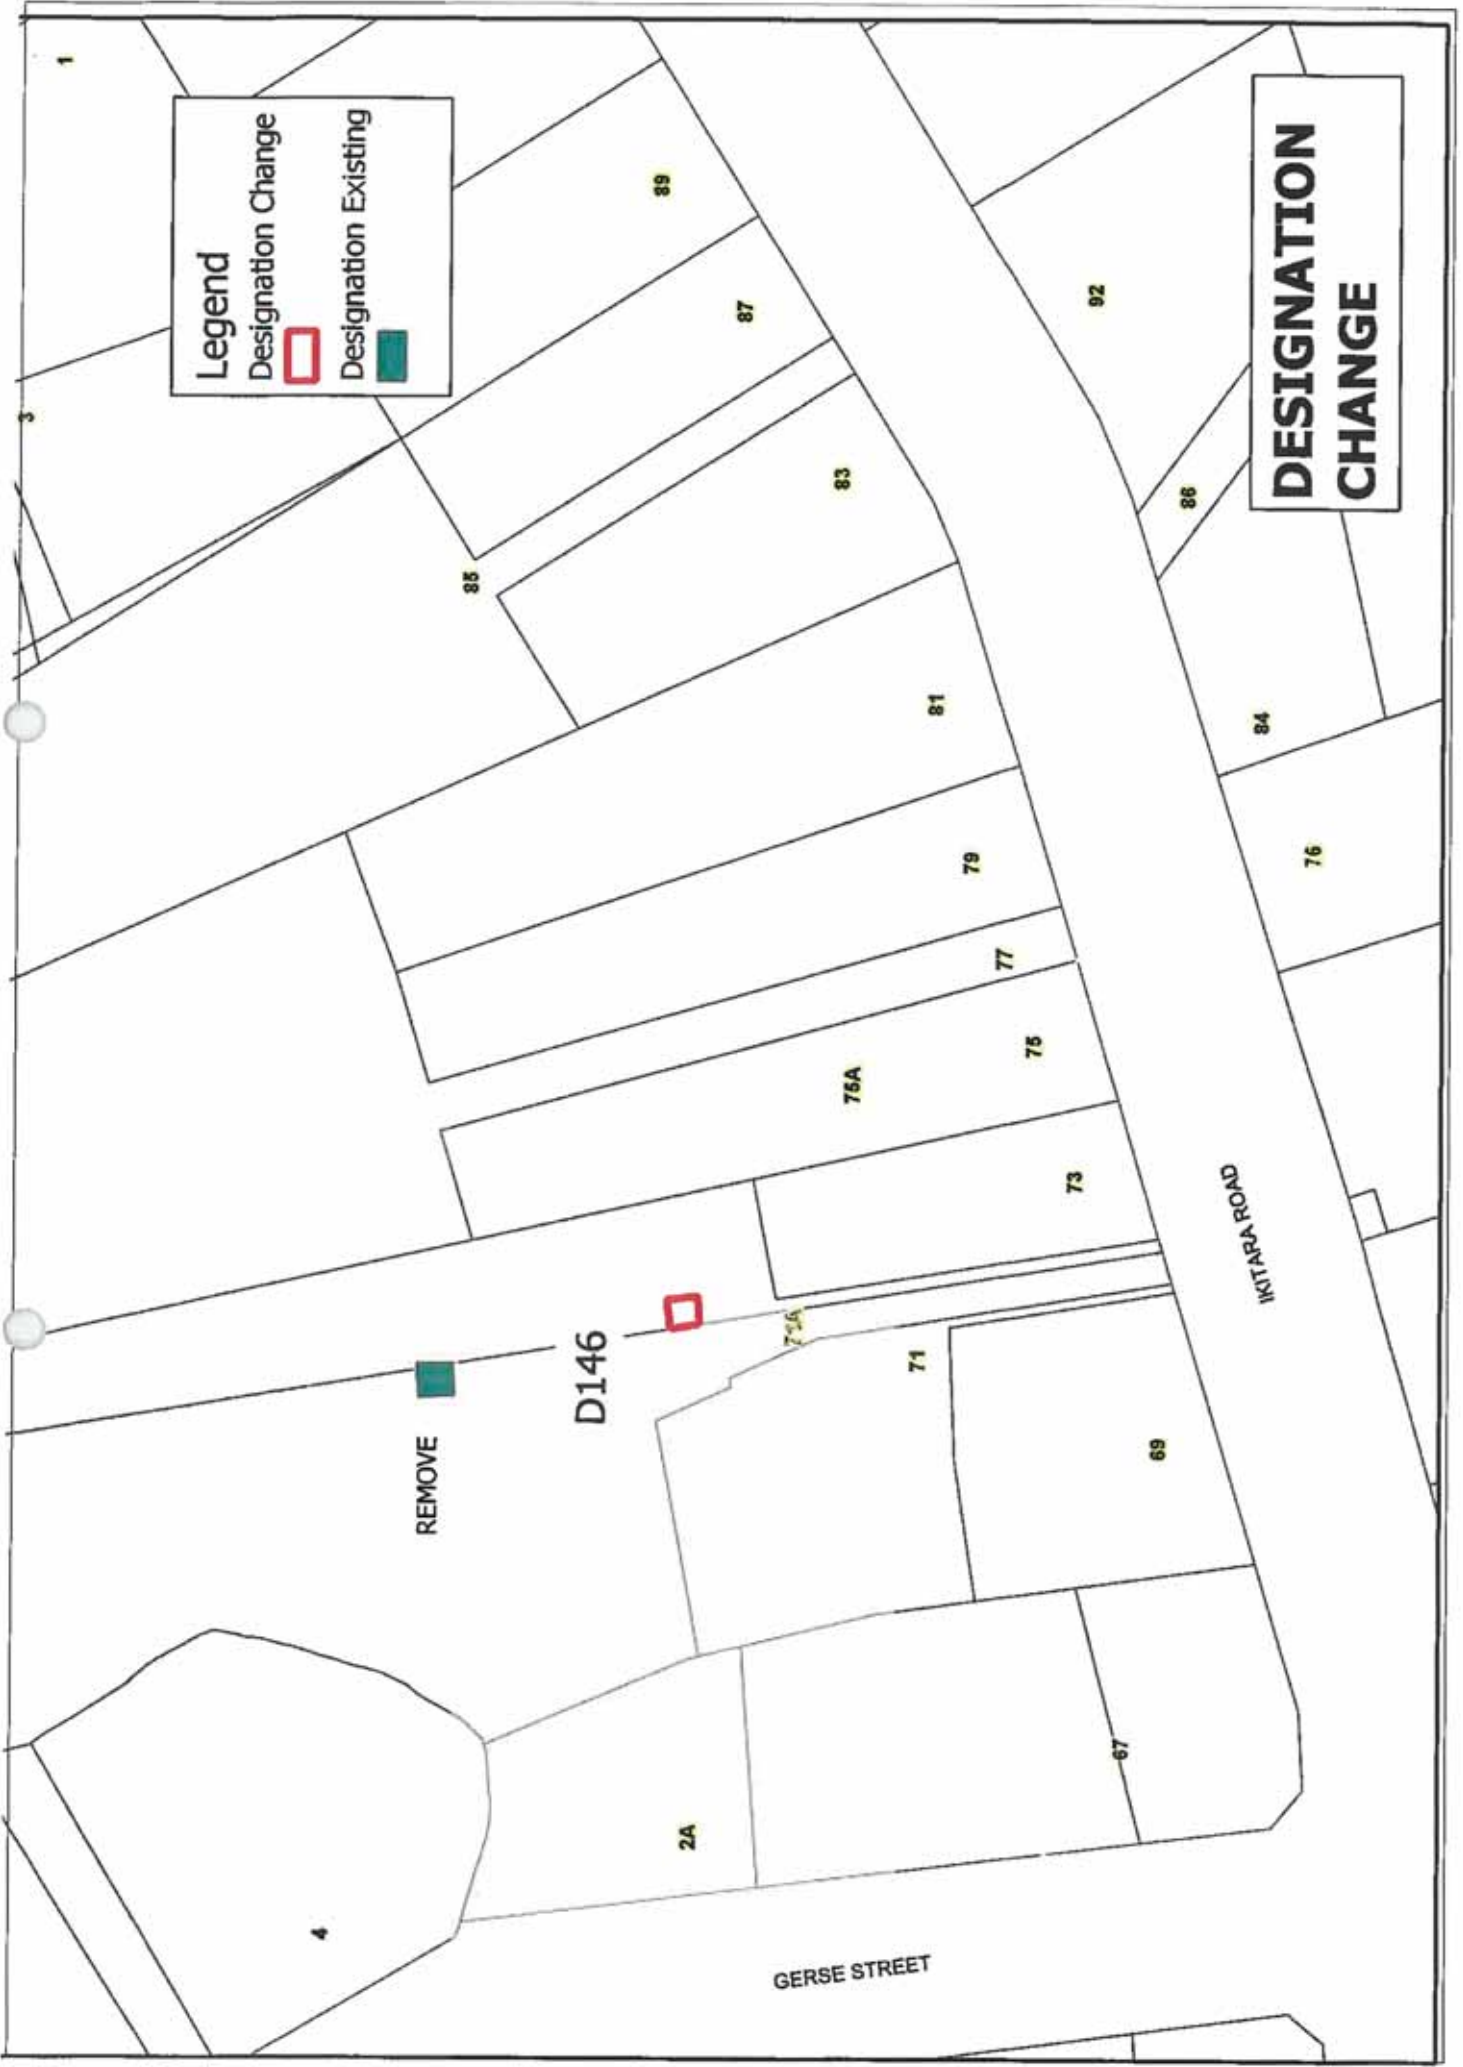 3
1
Legend
Designation Change
Designation Existing
4
REMOVE
85
D146
89
2A
87
71A
83
75A
GERSE STREET
71
81
79
77
75
73
92
67
69
86
IKITARA ROAD
84
76
DESIGNATION
CHANGE